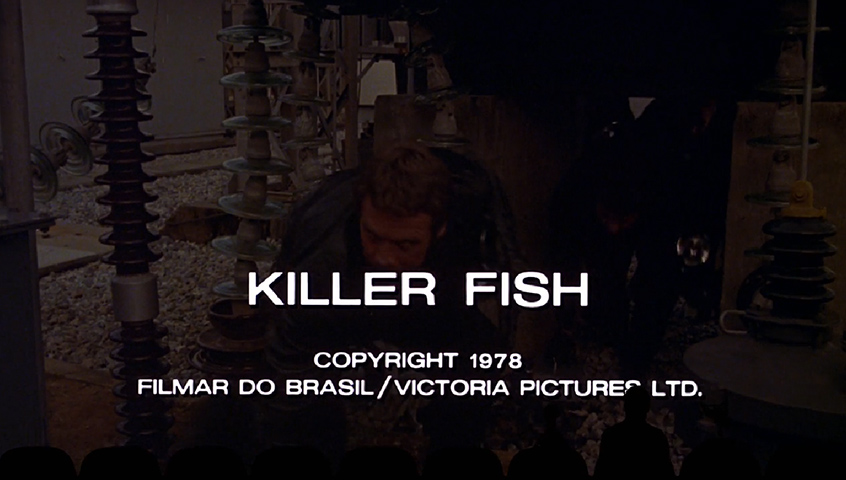 KILLER FISH
COPYRIGHT 1978
FILMAR DO BRASIL/VICTORIA PICTURES LTD.